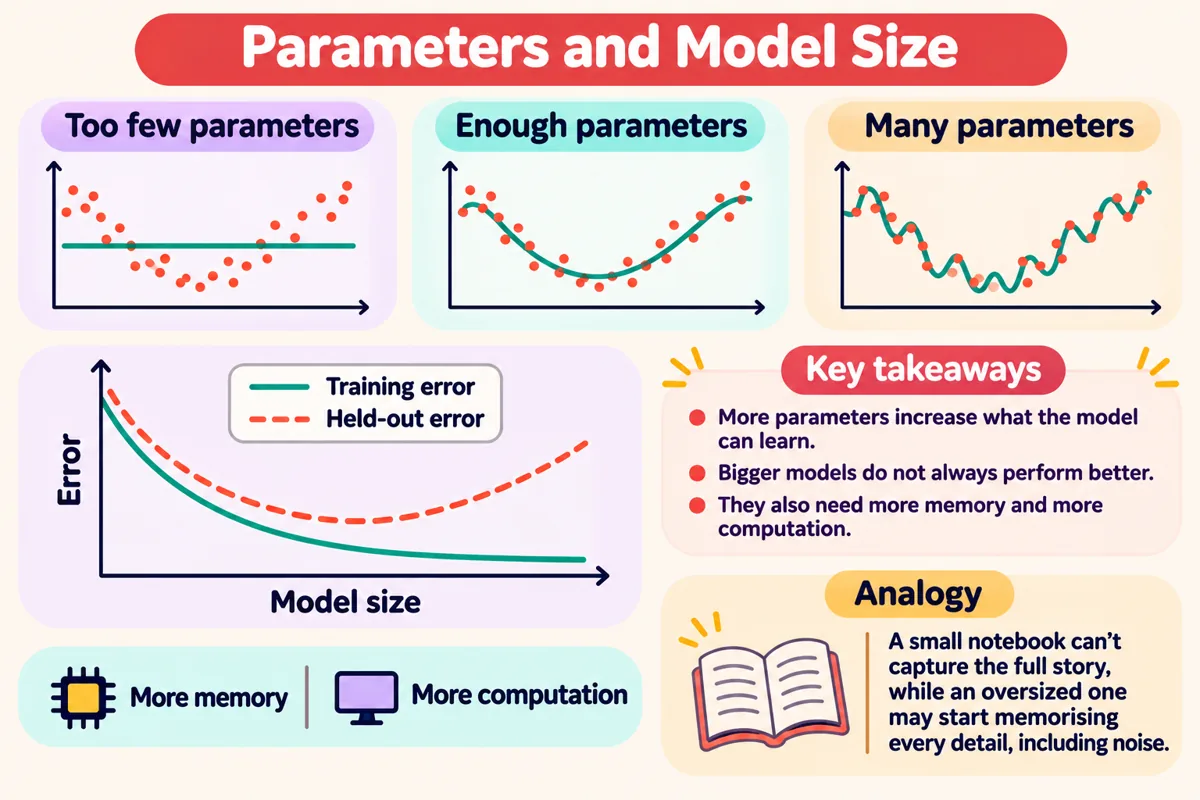 Parameters and Model Size
Too few parameters
Enough parameters
Many parameters
Training error
Held-out error
Error
Model size
More memory
More computation
Key takeaways
More parameters increase what the model
can learn.
Bigger models do not always perform better.
They also need more memory and more
computation.
Analogy
A small notebook can't
capture the full story,
while an oversized one
may start memorising
every detail, including noise.